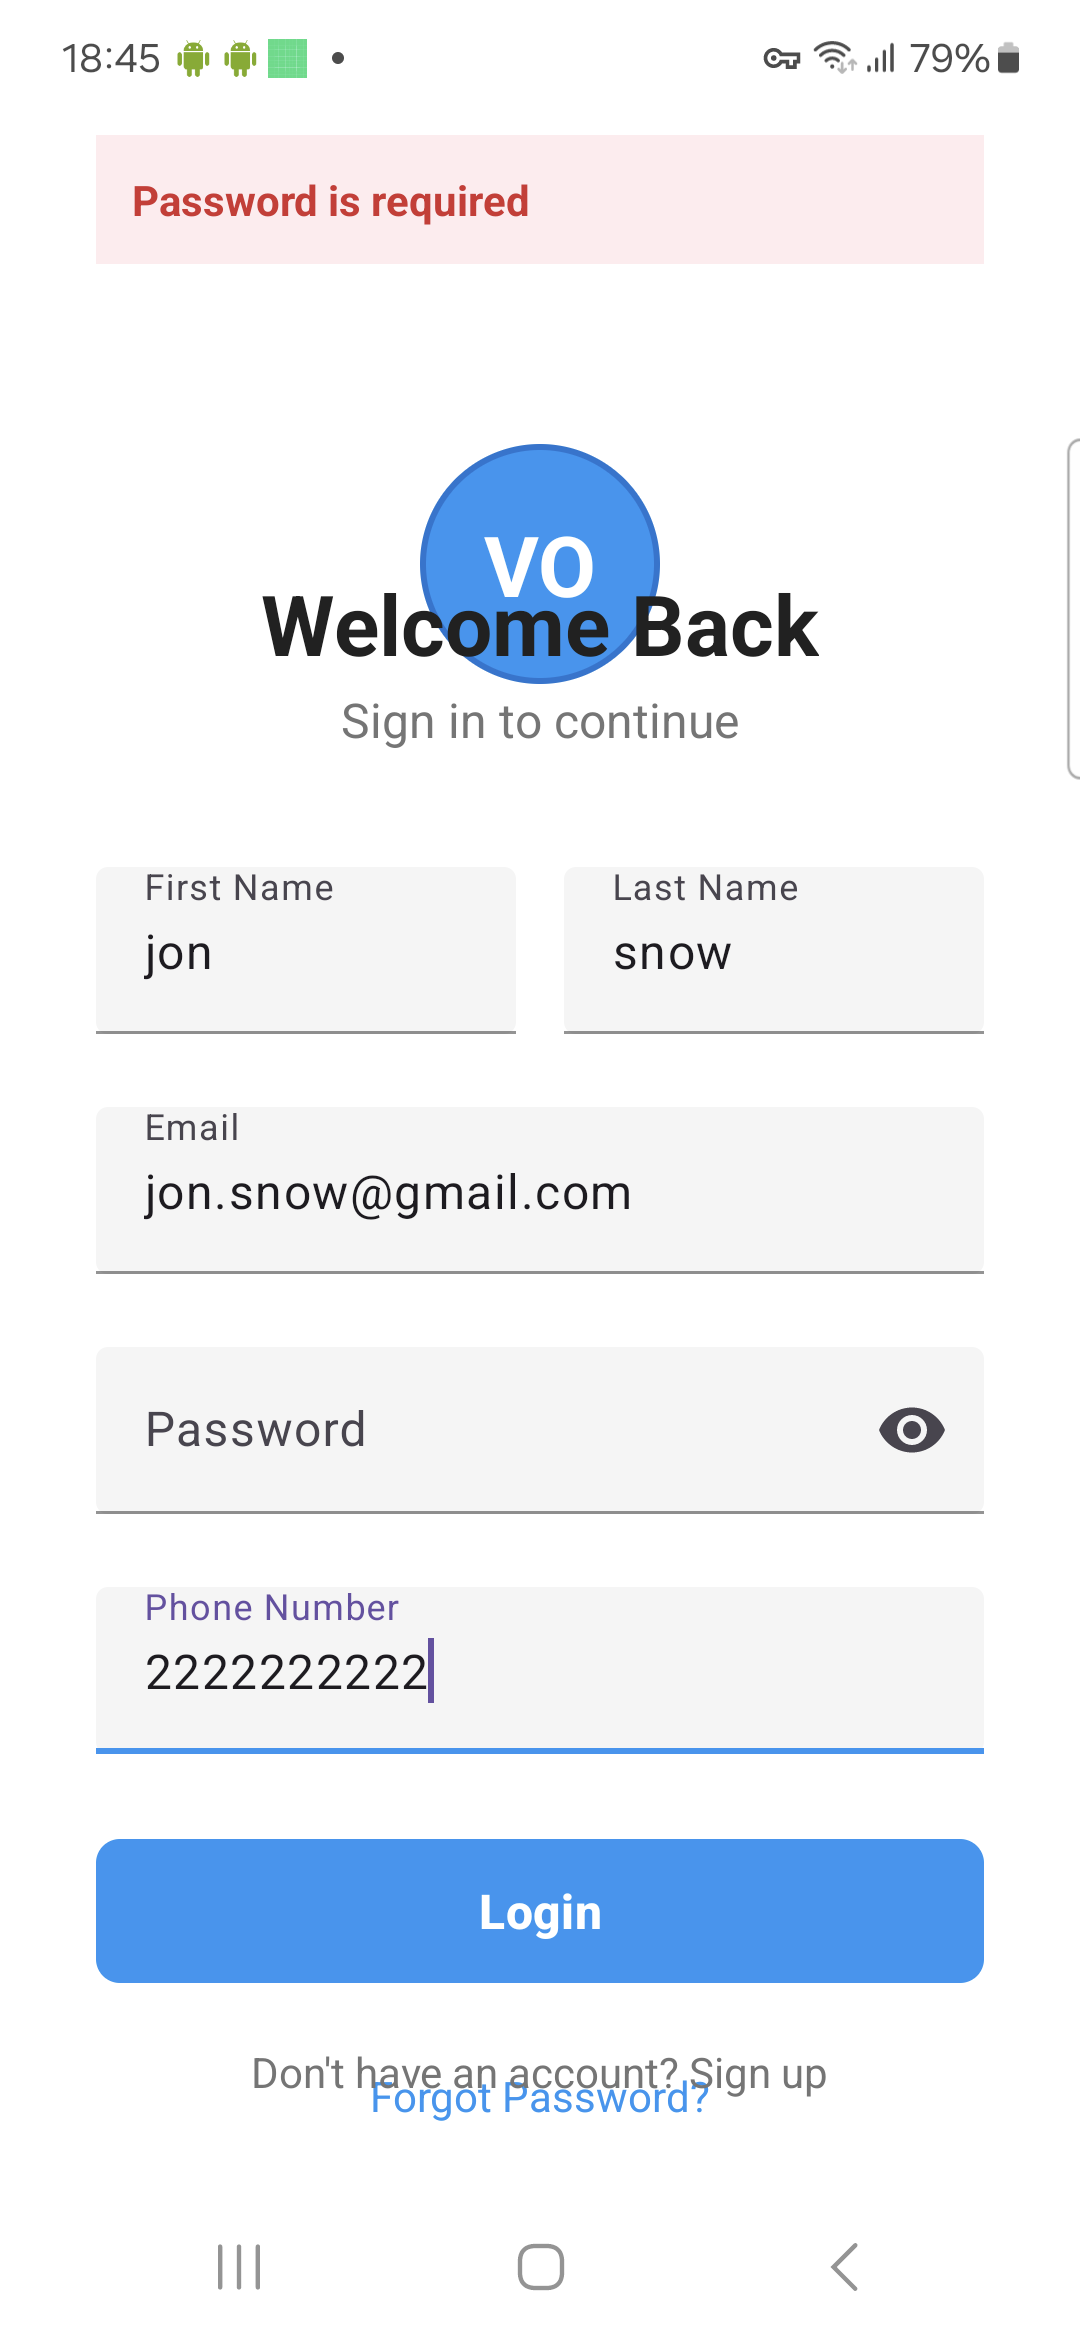 18:45 79%
Password is required
VO
Welcome Back
Sign in to continue
First Name Last Name
jon snow
Email
jon.snow@gmail.com
Password
Phone Number
2222222222
Login
Don't have an account? Sign up
Forgot Password?